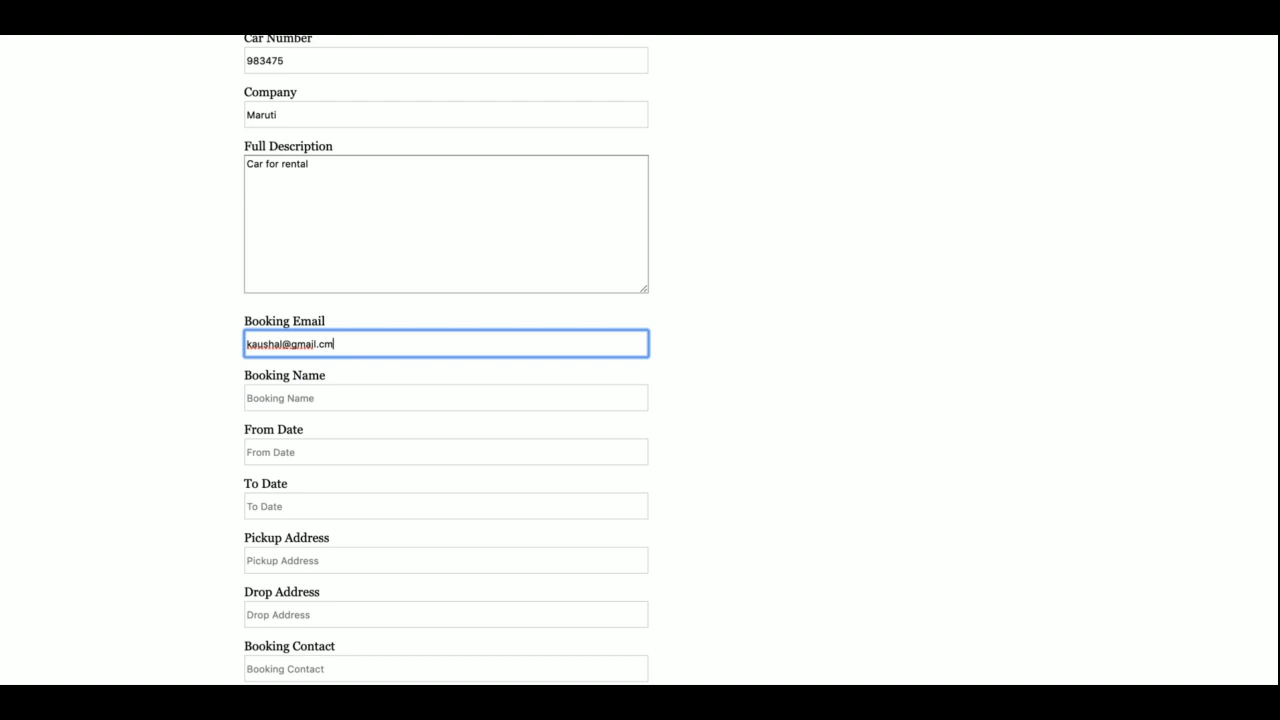 Car Number
983475
Company
Maruti
Full Description
Car for rental
Booking Email
kaushal@gmail.cm
Booking Name
Booking Name
From Date
From Date
To Date
To Date
Pickup Address
Pickup Address
Drop Address
Drop Address
Booking Contact
Booking Contact